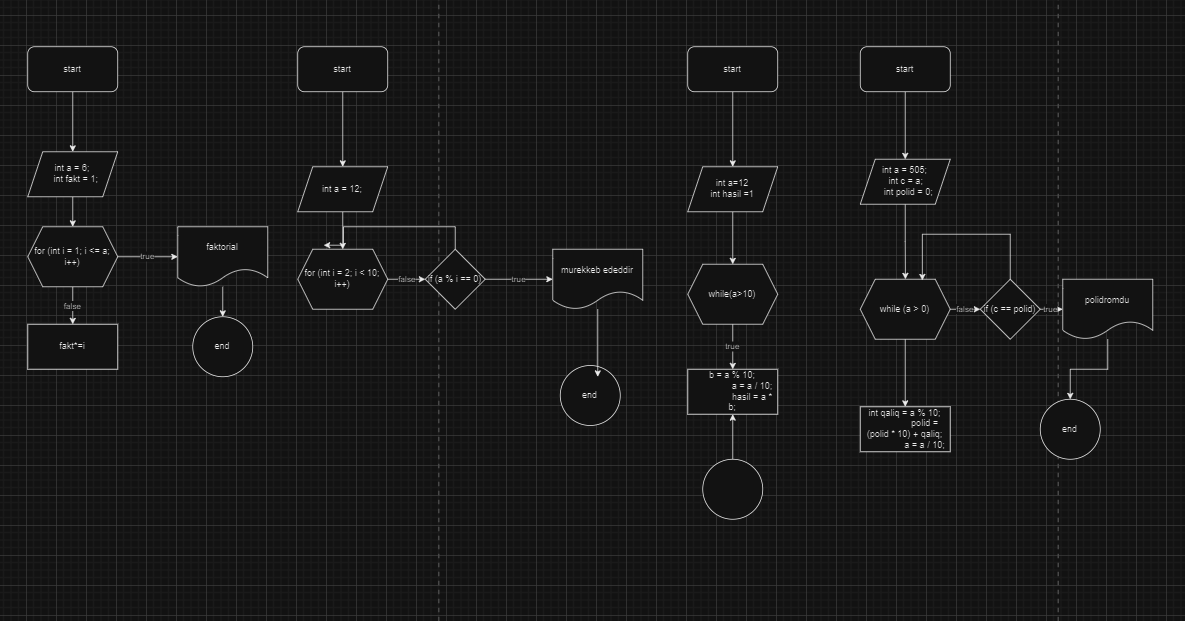 start
int a = 6;
int fakt = 1;
for (int i = 1; i <= a;
i++)
true
faktorial
false
fakt*=i
end
start
int a = 12;
for (int i = 2; i < 10;
i++)
false
if (a % i == 0)
true
murekkeb ededdir
end
start
int a=12
int hasil =1
while(a>10)
true
b = a % 10;
a = a / 10;
hasil = a *
b;
start
int a = 505;
int c = a;
int polid = 0;
while (a > 0)
false
if (c == polid)
true
polidromdu
int qaliq = a % 10;
polid =
(polid * 10) + qaliq;
a = a / 10;
end